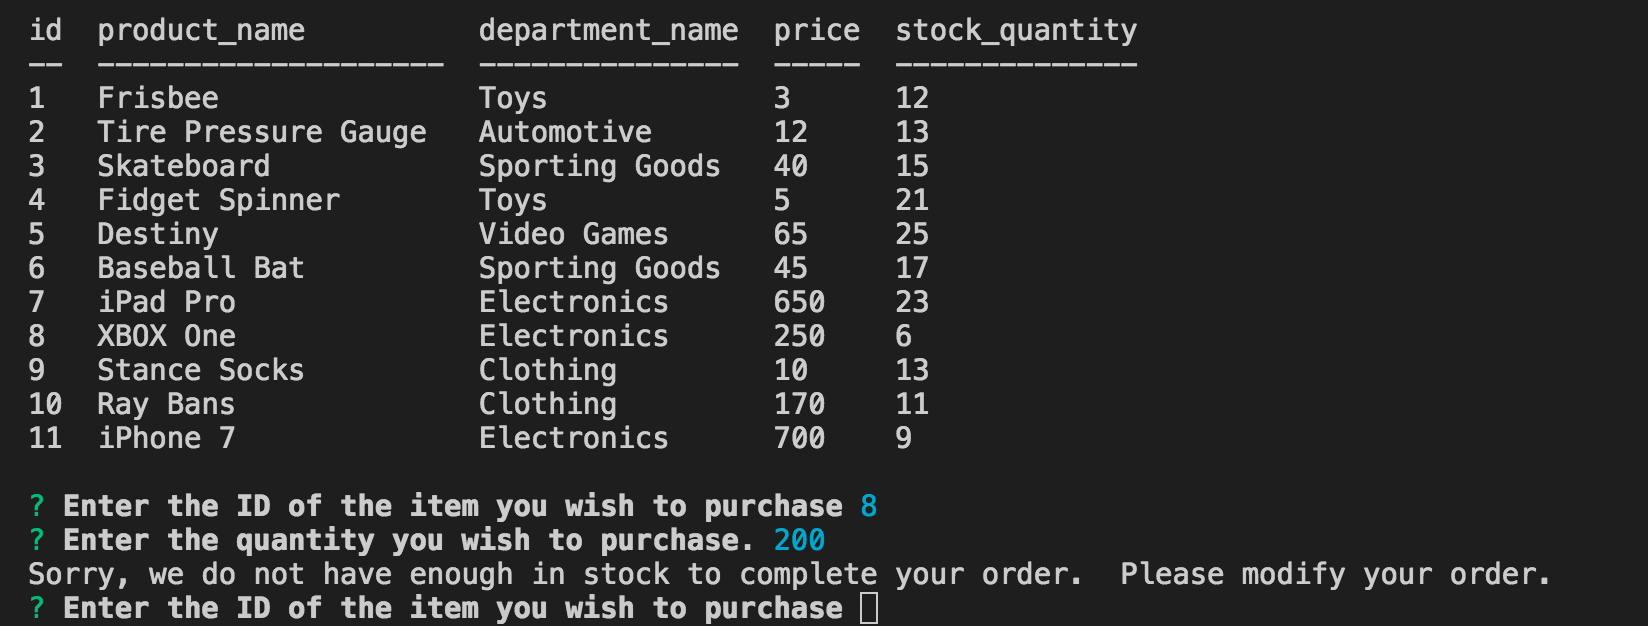 id  product_name          department_name  price  stock_quantity
--  --------------------  ---------------  -----  --------------
1   Frisbee               Toys             3      12
2   Tire Pressure Gauge   Automotive       12     13
3   Skateboard            Sporting Goods   40     15
4   Fidget Spinner        Toys             5      21
5   Destiny               Video Games      65     25
6   Baseball Bat          Sporting Goods   45     17
7   iPad Pro              Electronics      650    23
8   XBOX One              Electronics      250    6
9   Stance Socks          Clothing         10     13
10  Ray Bans              Clothing         170    11
11  iPhone 7              Electronics      700    9
? Enter the ID of the item you wish to purchase 8
? Enter the quantity you wish to purchase. 200
Sorry, we do not have enough in stock to complete your order.  Please modify your order.
? Enter the ID of the item you wish to purchase